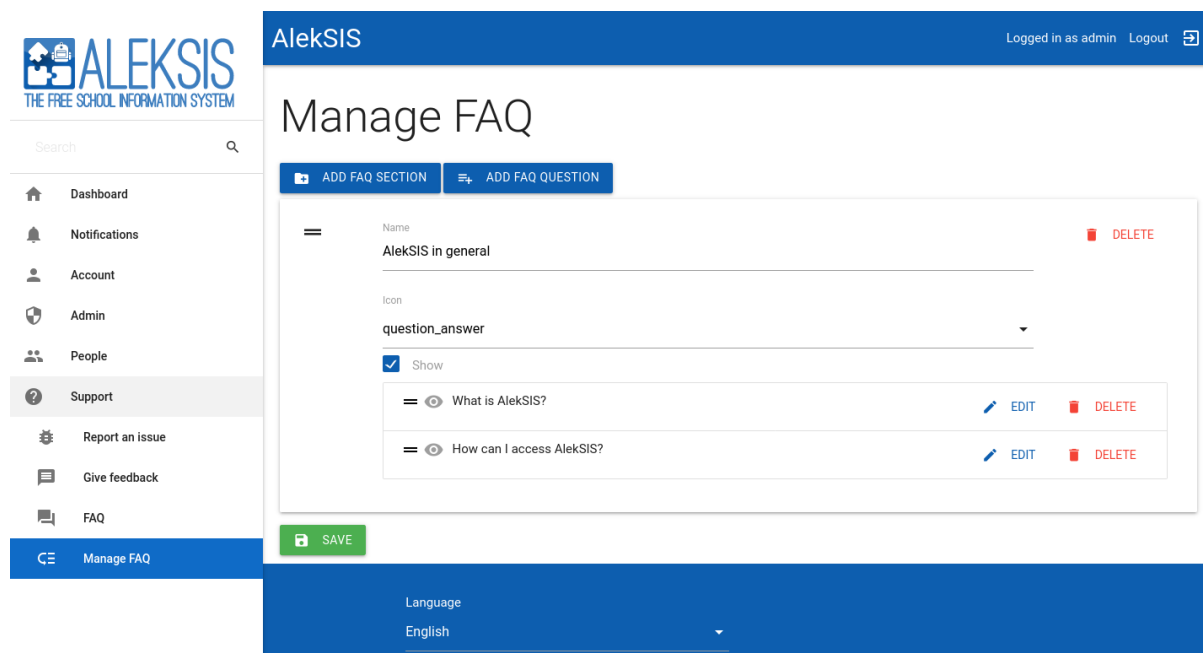 ALEKSIS
THE FREE SCHOOL INFORMATION SYSTEM
Search
Dashboard
Notifications
Account
Admin
People
Support
Report an issue
Give feedback
FAQ
Manage FAQ
AlekSIS
Logged in as admin Logout
Manage FAQ
ADD FAQ SECTION ADD FAQ QUESTION
Name
AlekSIS in general
DELETE
Icon
question_answer
Show
What is AlekSIS? EDIT DELETE
How can I access AlekSIS? EDIT DELETE
SAVE
Language
English